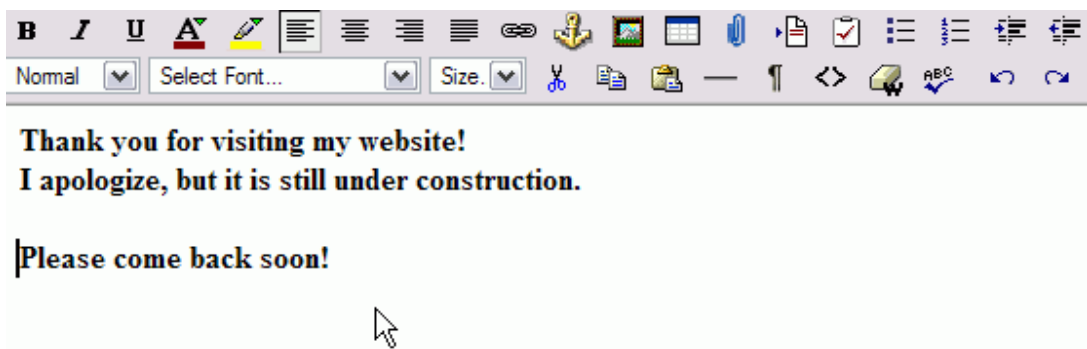 B I U A
Normal Select Font... Size. ¶ <> ABC
Thank you for visiting my website!
I apologize, but it is still under construction.
Please come back soon!